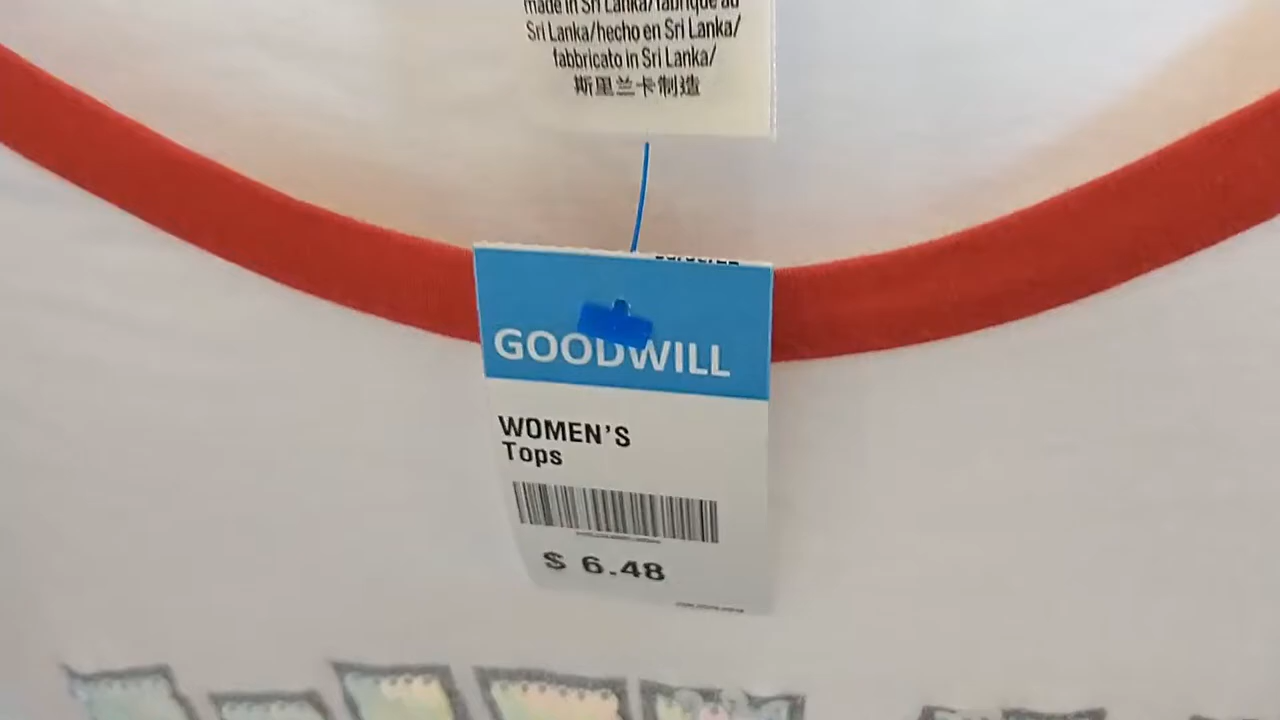 made in Sri Lanka/fabriqué au
Sri Lanka/hecho en Sri Lanka/
fabbricato in Sri Lanka/
斯里兰卡制造
GOODWILL
WOMEN'S
Tops
$ 6.48